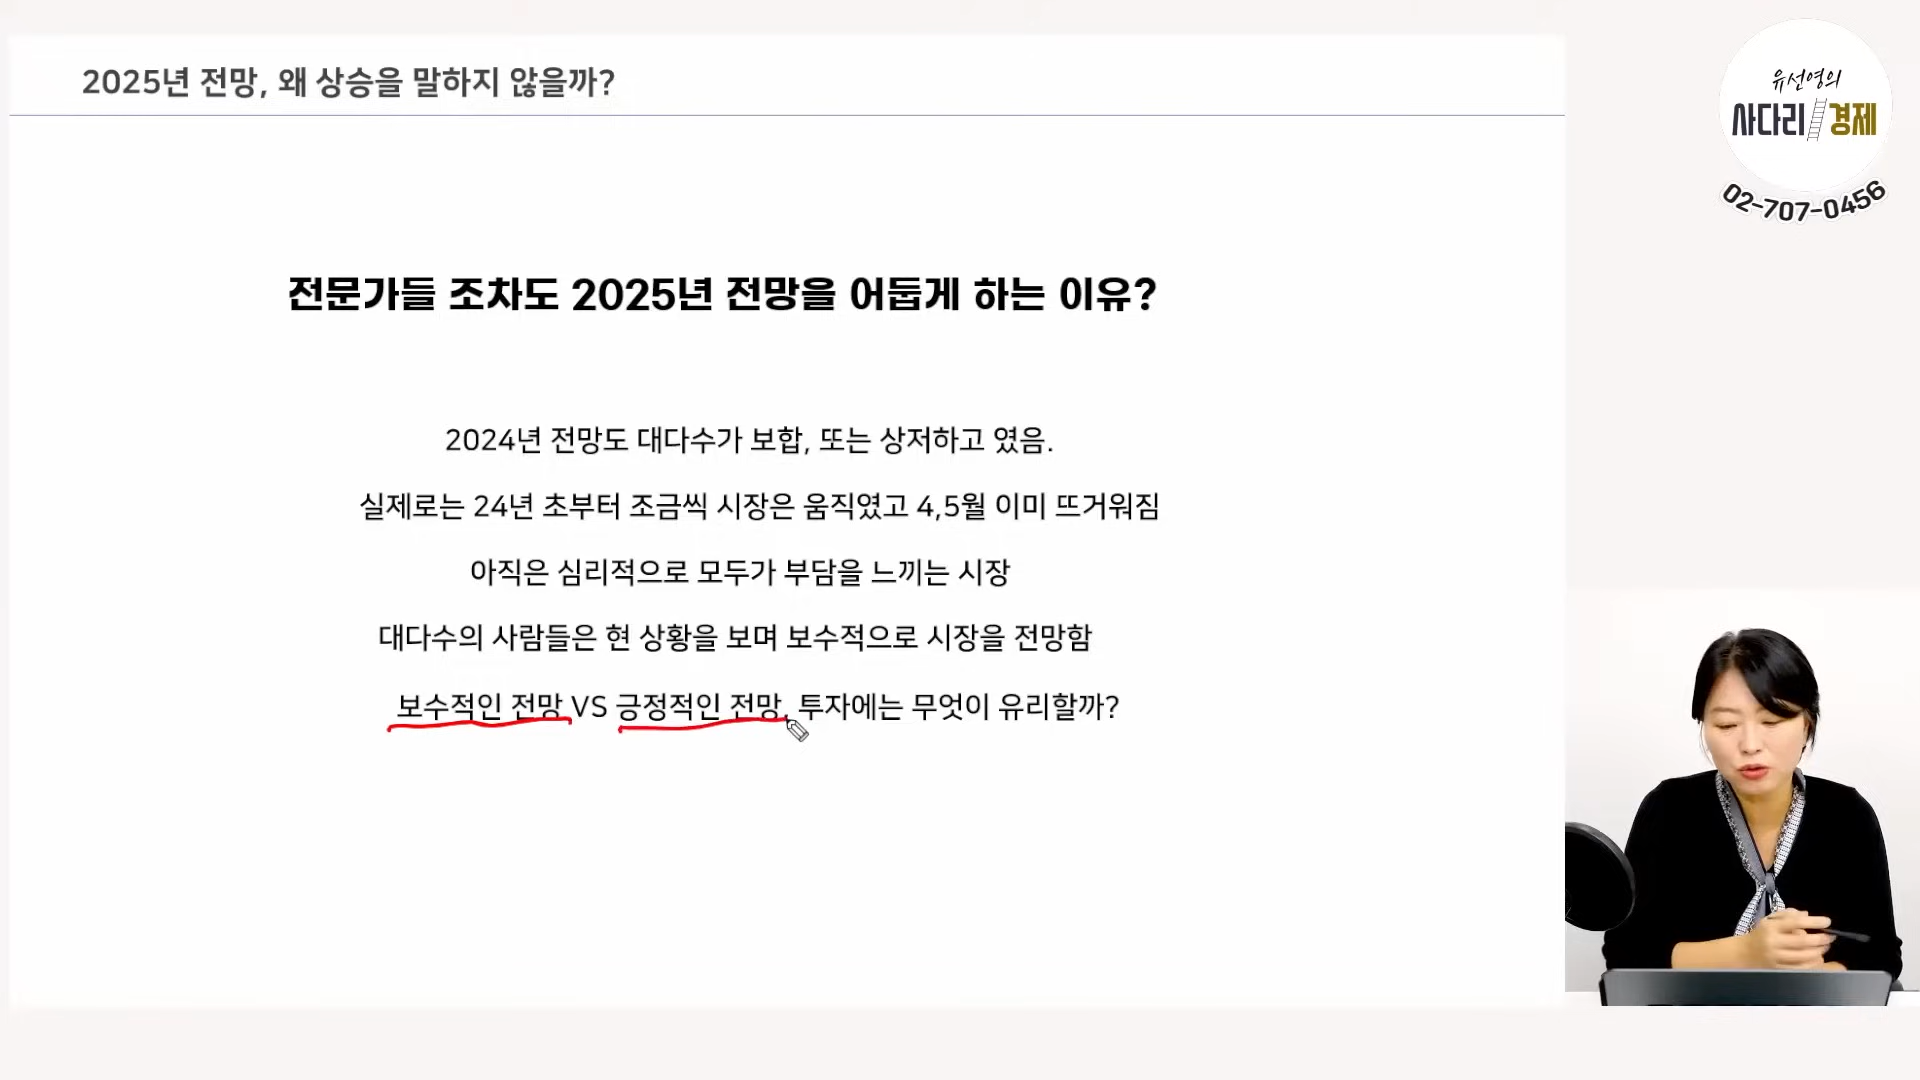 2025년 전망, 왜 상승을 말하지 않을까?
유선영의
사다리 경제
02-707-0456
전문가들 조차도 2025년 전망을 어둡게 하는 이유?
2024년 전망도 대다수가 보합, 또는 상저하고 였음.
실제로는 24년 초부터 조금씩 시장은 움직였고 4,5월 이미 뜨거워짐
아직은 심리적으로 모두가 부담을 느끼는 시장
대다수의 사람들은 현 상황을 보며 보수적으로 시장을 전망함
보수적인 전망 VS 긍정적인 전망, 투자에는 무엇이 유리할까?